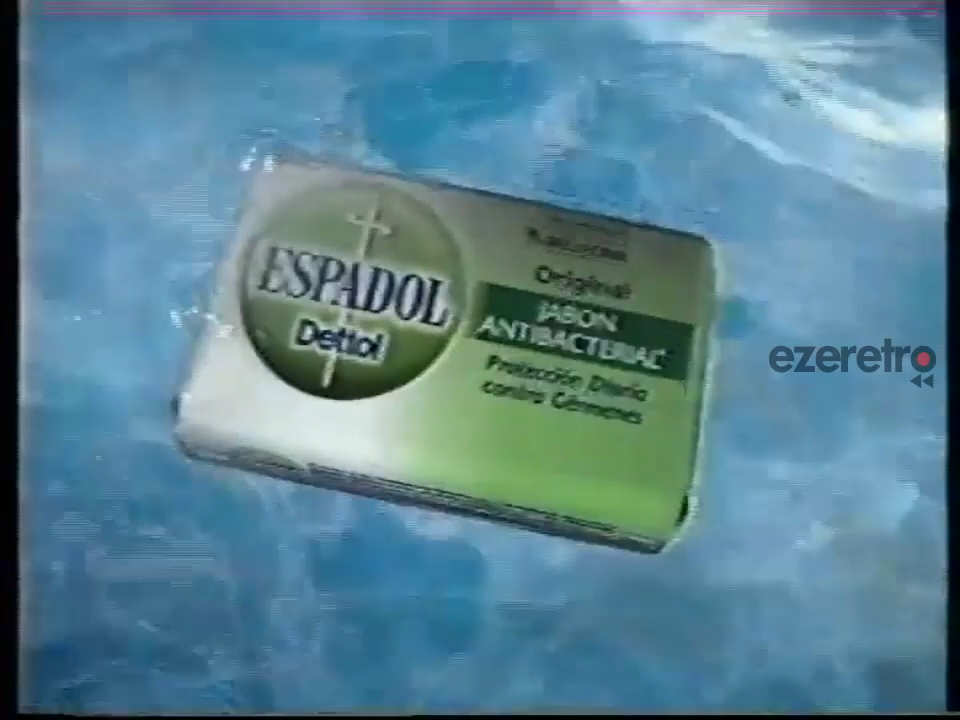 ESPADOL
Dettol
Original
JABON
ANTIBACTERIAL
Protección Diaria
contra Gérmenes
ezeretro